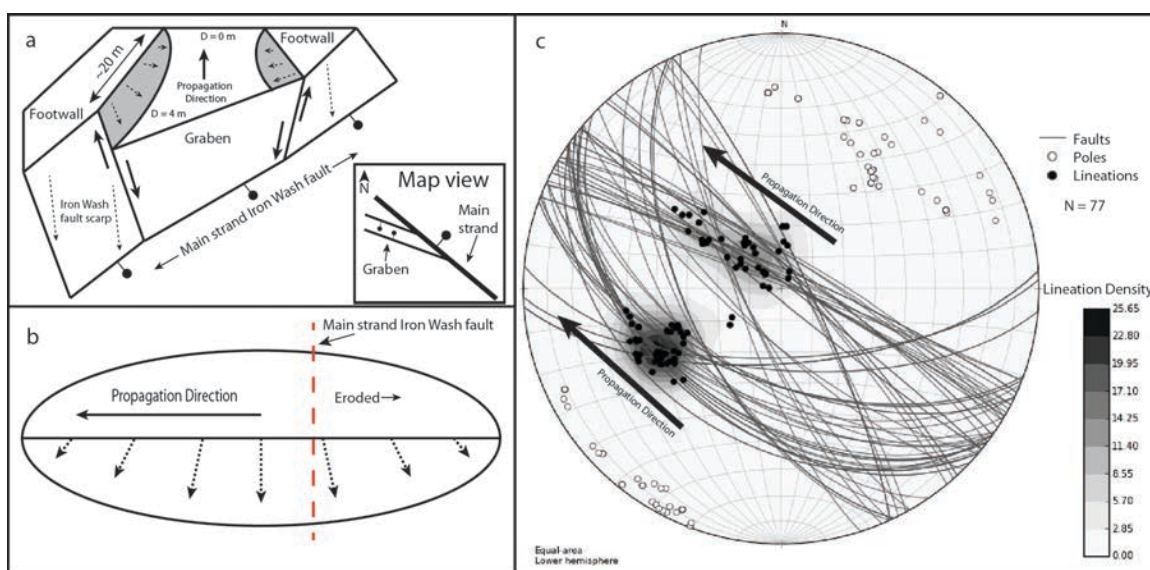 a
D = 0 m
Footwall
~20 m
Propagation
Direction
Footwall
D = 4 m
Graben
Iron Wash
fault scarp
Main strand Iron Wash fault
N
Map view
Main
strand
Graben
b
Main strand Iron Wash fault
Propagation Direction
Eroded
c
N
Propagation Direction
Propagation Direction
Equal-area
Lower hemisphere
Faults
Poles
Lineations
N = 77
Lineation Density
25.65
22.80
19.95
17.10
14.25
11.40
8.55
5.70
2.85
0.00